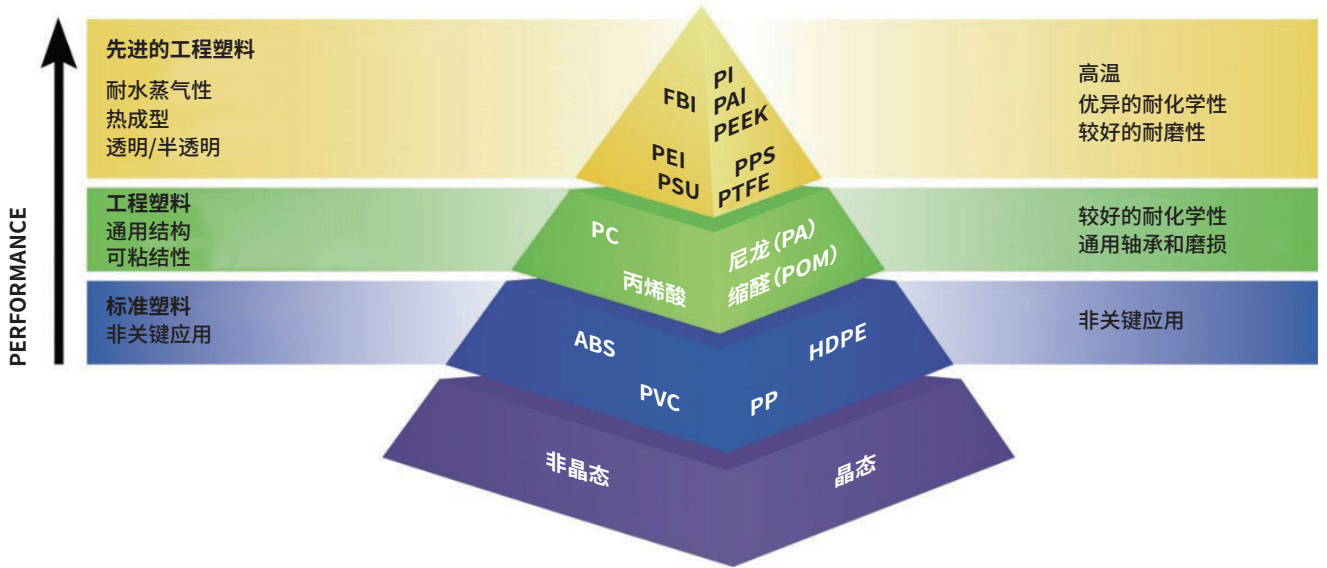 PERFORMANCE
先进的工程塑料
耐水蒸气性
热成型
透明/半透明
工程塑料
通用结构
可粘结性
标准塑料
非关键应用
FBI
PEI
PSU
PI
PAI
PEEK
PPS
PTFE
PC
丙烯酸
尼龙(PA)
缩醛(POM)
ABS
PVC
HDPE
PP
非晶态
晶态
高温
优异的耐化学性
较好的耐磨性
较好的耐化学性
通用轴承和磨损
非关键应用